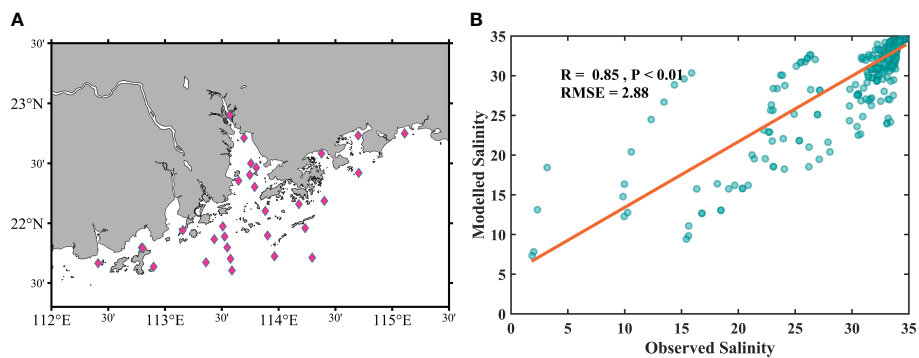 A
30'
23°N
30'
22°N
30'
112°E
30'
113°E
30'
114°E
30'
115°E
30'
B
R = 0.85 , P < 0.01
RMSE = 2.88
Modelled Salinity
35
30
25
20
15
10
5
0
0
5
10
15
20
25
30
35
Observed Salinity